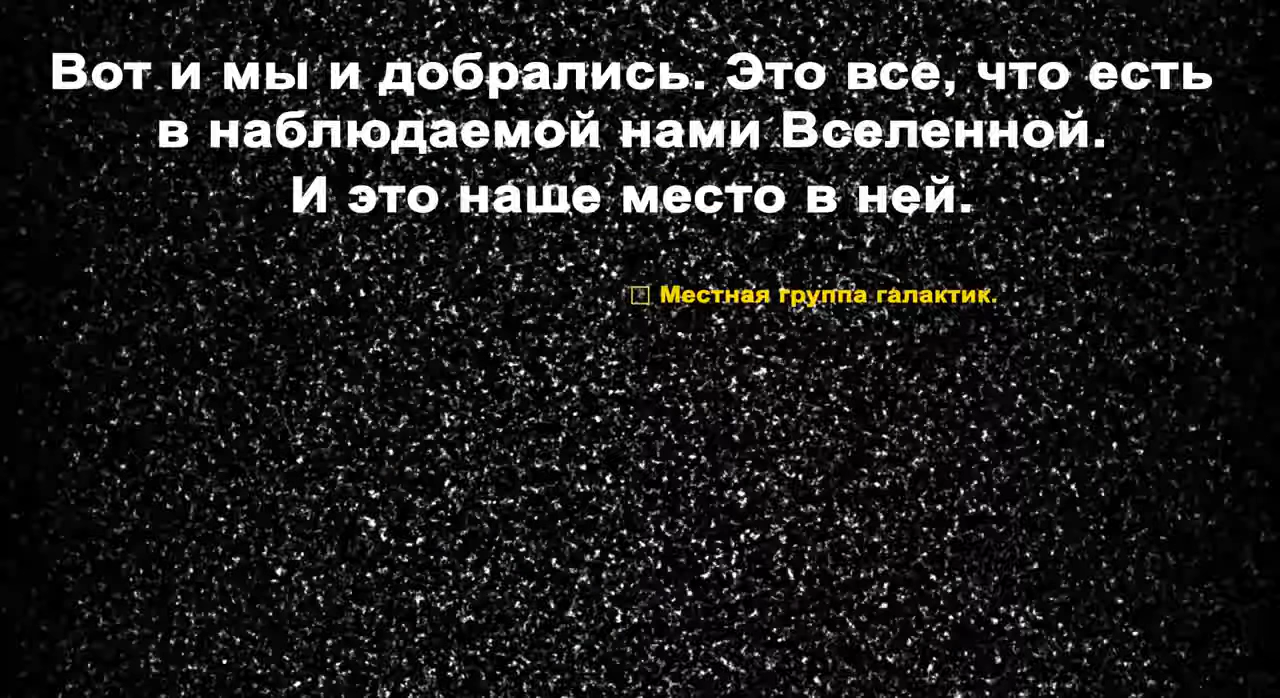 Вот и мы и добрались. Это все, что есть
в наблюдаемой нами Вселенной.
И это наше место в ней.
Местная группа галактик.